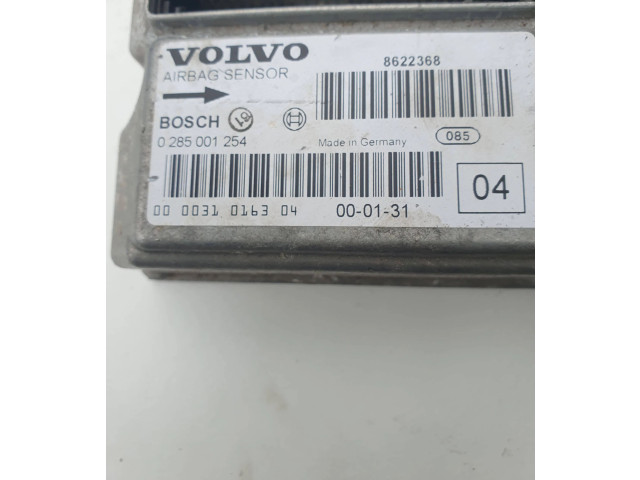 VOLVO
AIRBAG SENSOR
8622368
BOSCH
0 285 001 254
Made in Germany
085
00 0031 0163 04
00-01-31
04